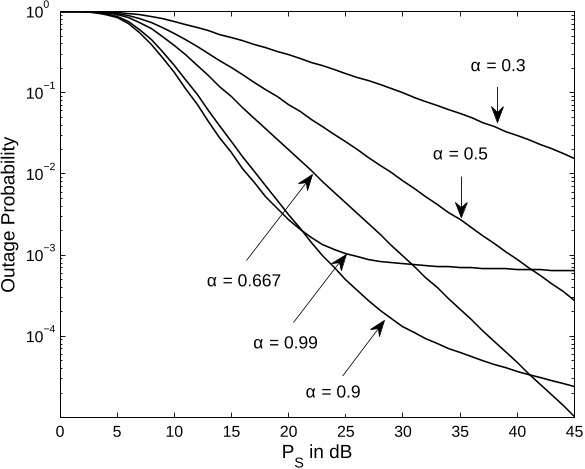 10^0
10^-1
10^-2
10^-3
10^-4
Outage Probability
α = 0.3
α = 0.5
α = 0.667
α = 0.99
α = 0.9
0 5 10 15 20 25 30 35 40 45
P_S in dB